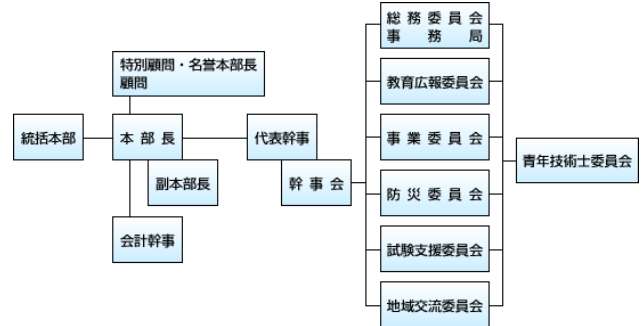 総務委員会
事務局
特別顧問・名誉本部長
顧問
教育広報委員会
統括本部
本部長
代表幹事
事業委員会
青年技術士委員会
副本部長
幹事会
防災委員会
会計幹事
試験支援委員会
地域交流委員会